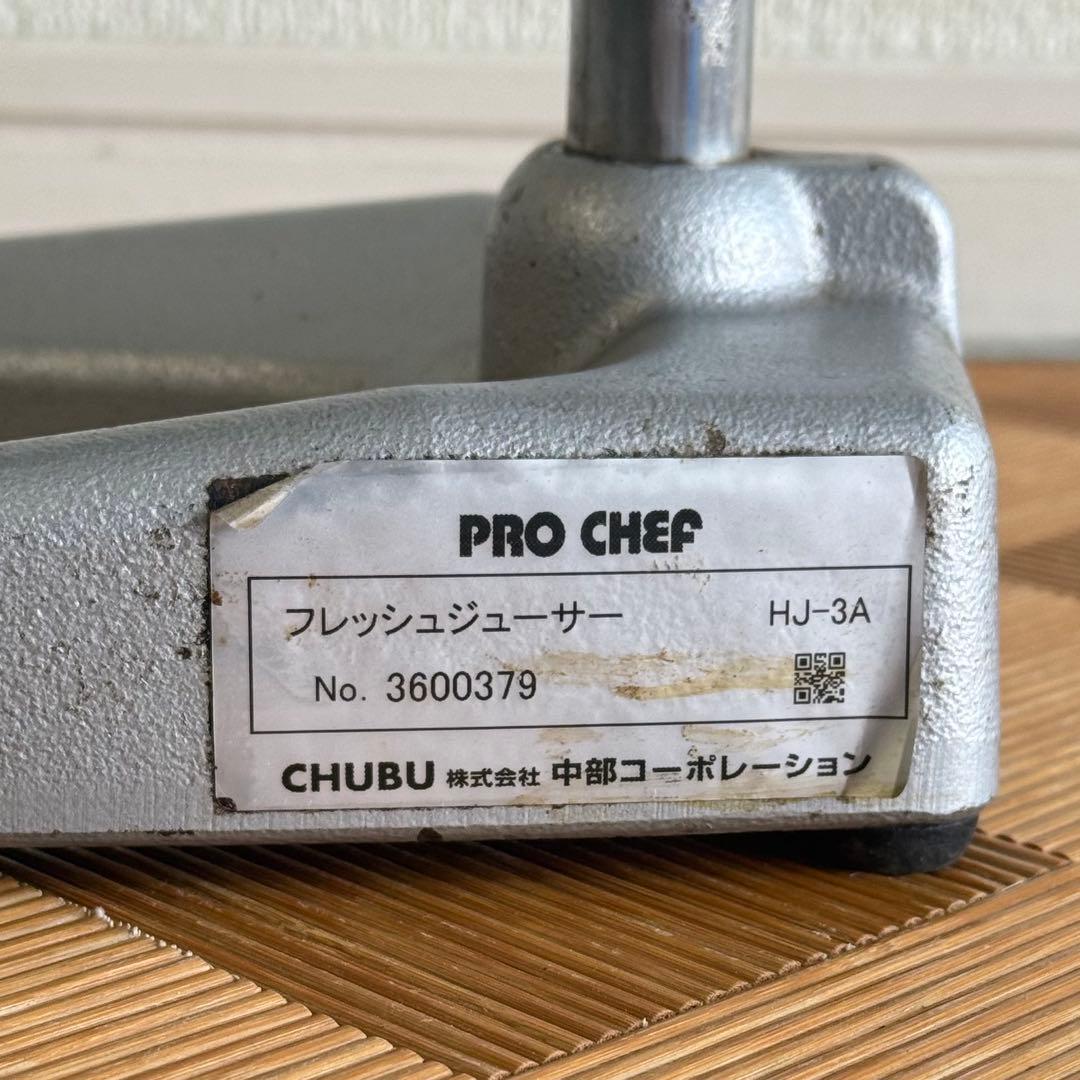 PRO CHEF
フレッシュジューサー HJ-3A
No. 3600379
CHUBU 株式会社 中部コーポレーション